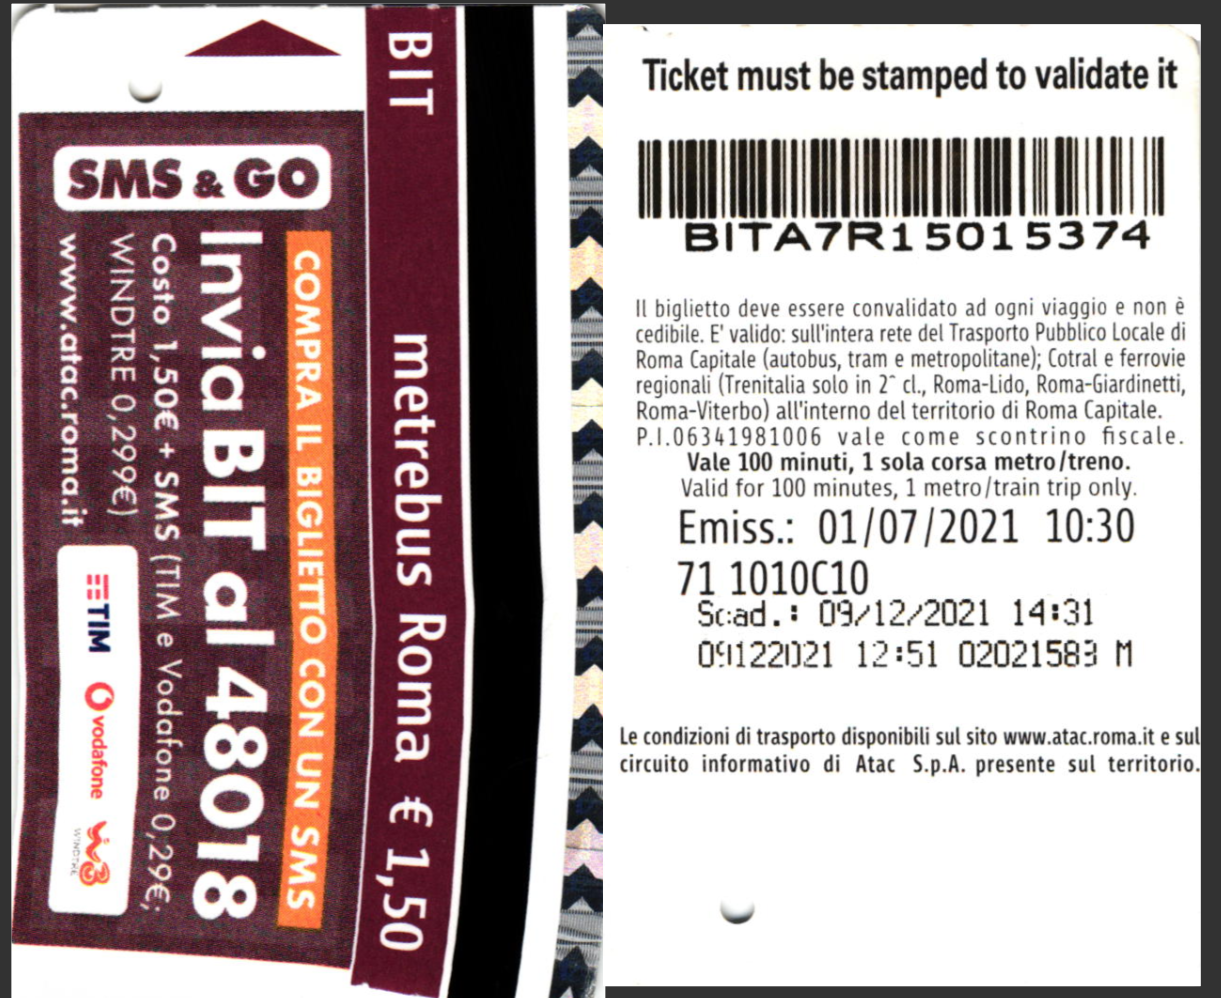 BIT metrebus Roma € 1,50
SMS & GO
COMPRA IL BIGLIETTO CON UN SMS
Invia BIT al 48018
Costo 1,50€ + SMS (TIM e Vodafone 0,29€;
WINDTRE 0,299€)
www.atac.roma.it
TIM
vodafone
WINDTRE
Ticket must be stamped to validate it
BITA7R15015374
Il biglietto deve essere convalidato ad ogni viaggio e non è
cedibile. E' valido: sull'intera rete del Trasporto Pubblico Locale di
Roma Capitale (autobus, tram e metropolitane); Cotral e ferrovie
regionali (Trenitalia solo in 2^ cl., Roma-Lido, Roma-Giardinetti,
Roma-Viterbo) all'interno del territorio di Roma Capitale.
P.I.06341981006 vale come scontrino fiscale.
Vale 100 minuti, 1 sola corsa metro/treno.
Valid for 100 minutes, 1 metro/train trip only.
Emiss.: 01/07/2021 10:30
71 1010C10
Scad.: 09/12/2021 14:31
09122021 12:51 02021583 M
Le condizioni di trasporto disponibili sul sito www.atac.roma.it e sul
circuito informativo di Atac S.p.A. presente sul territorio.